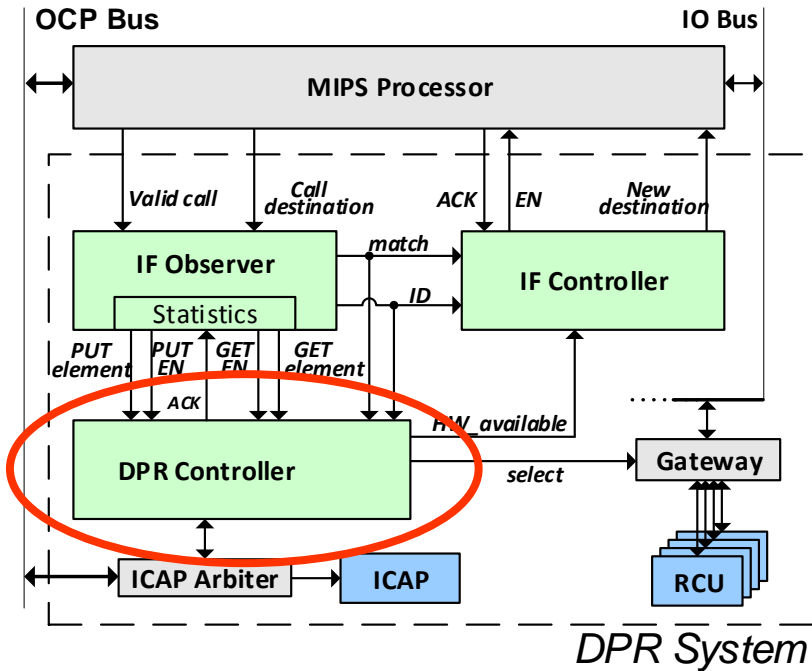 OCP Bus
IO Bus
MIPS Processor
Valid call
Call
destination
ACK
EN
New
destination
IF Observer
match
IF Controller
ID
Statistics
PUT
element
PUT
EN
ACK
GET
EN
GET
element
HW_available
DPR Controller
select
Gateway
ICAP Arbiter
ICAP
RCU
DPR System